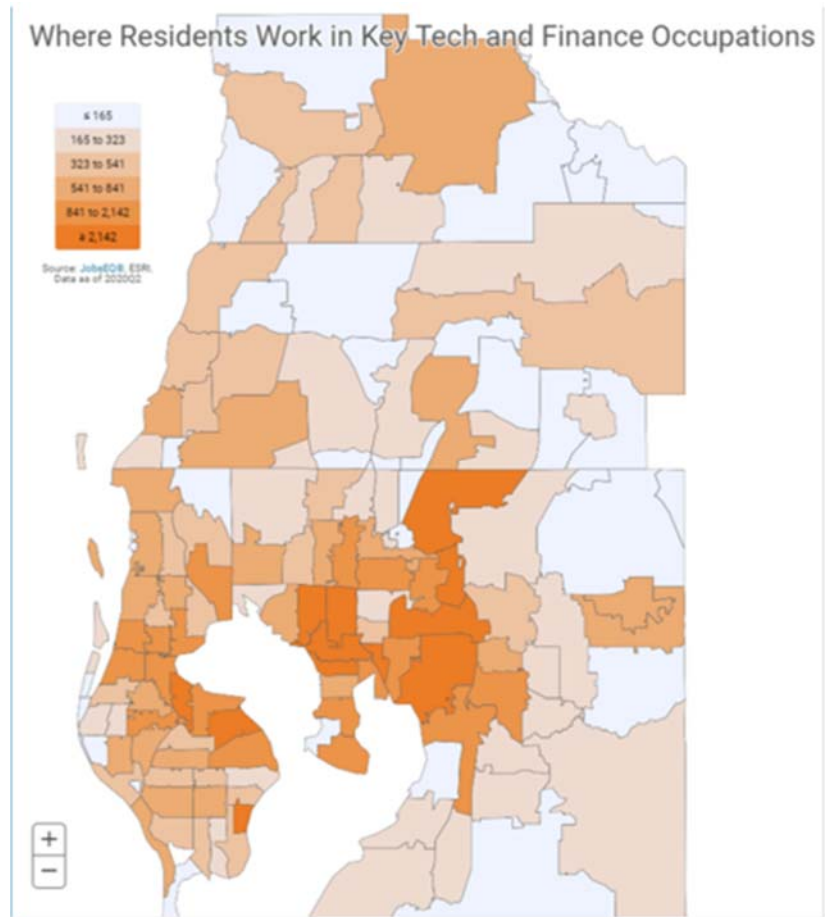 Where Residents Work in Key Tech and Finance Occupations
≤ 165
165 to 323
323 to 541
541 to 841
841 to 2,142
≥ 2,142
Source: JobsEQ®, ESRI,
Data as of 2020Q2
+
−